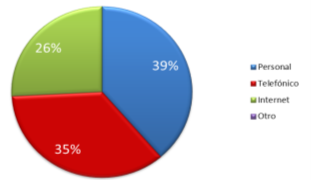 26%
39%
35%
Personal
Telefónico
Internet
Otro